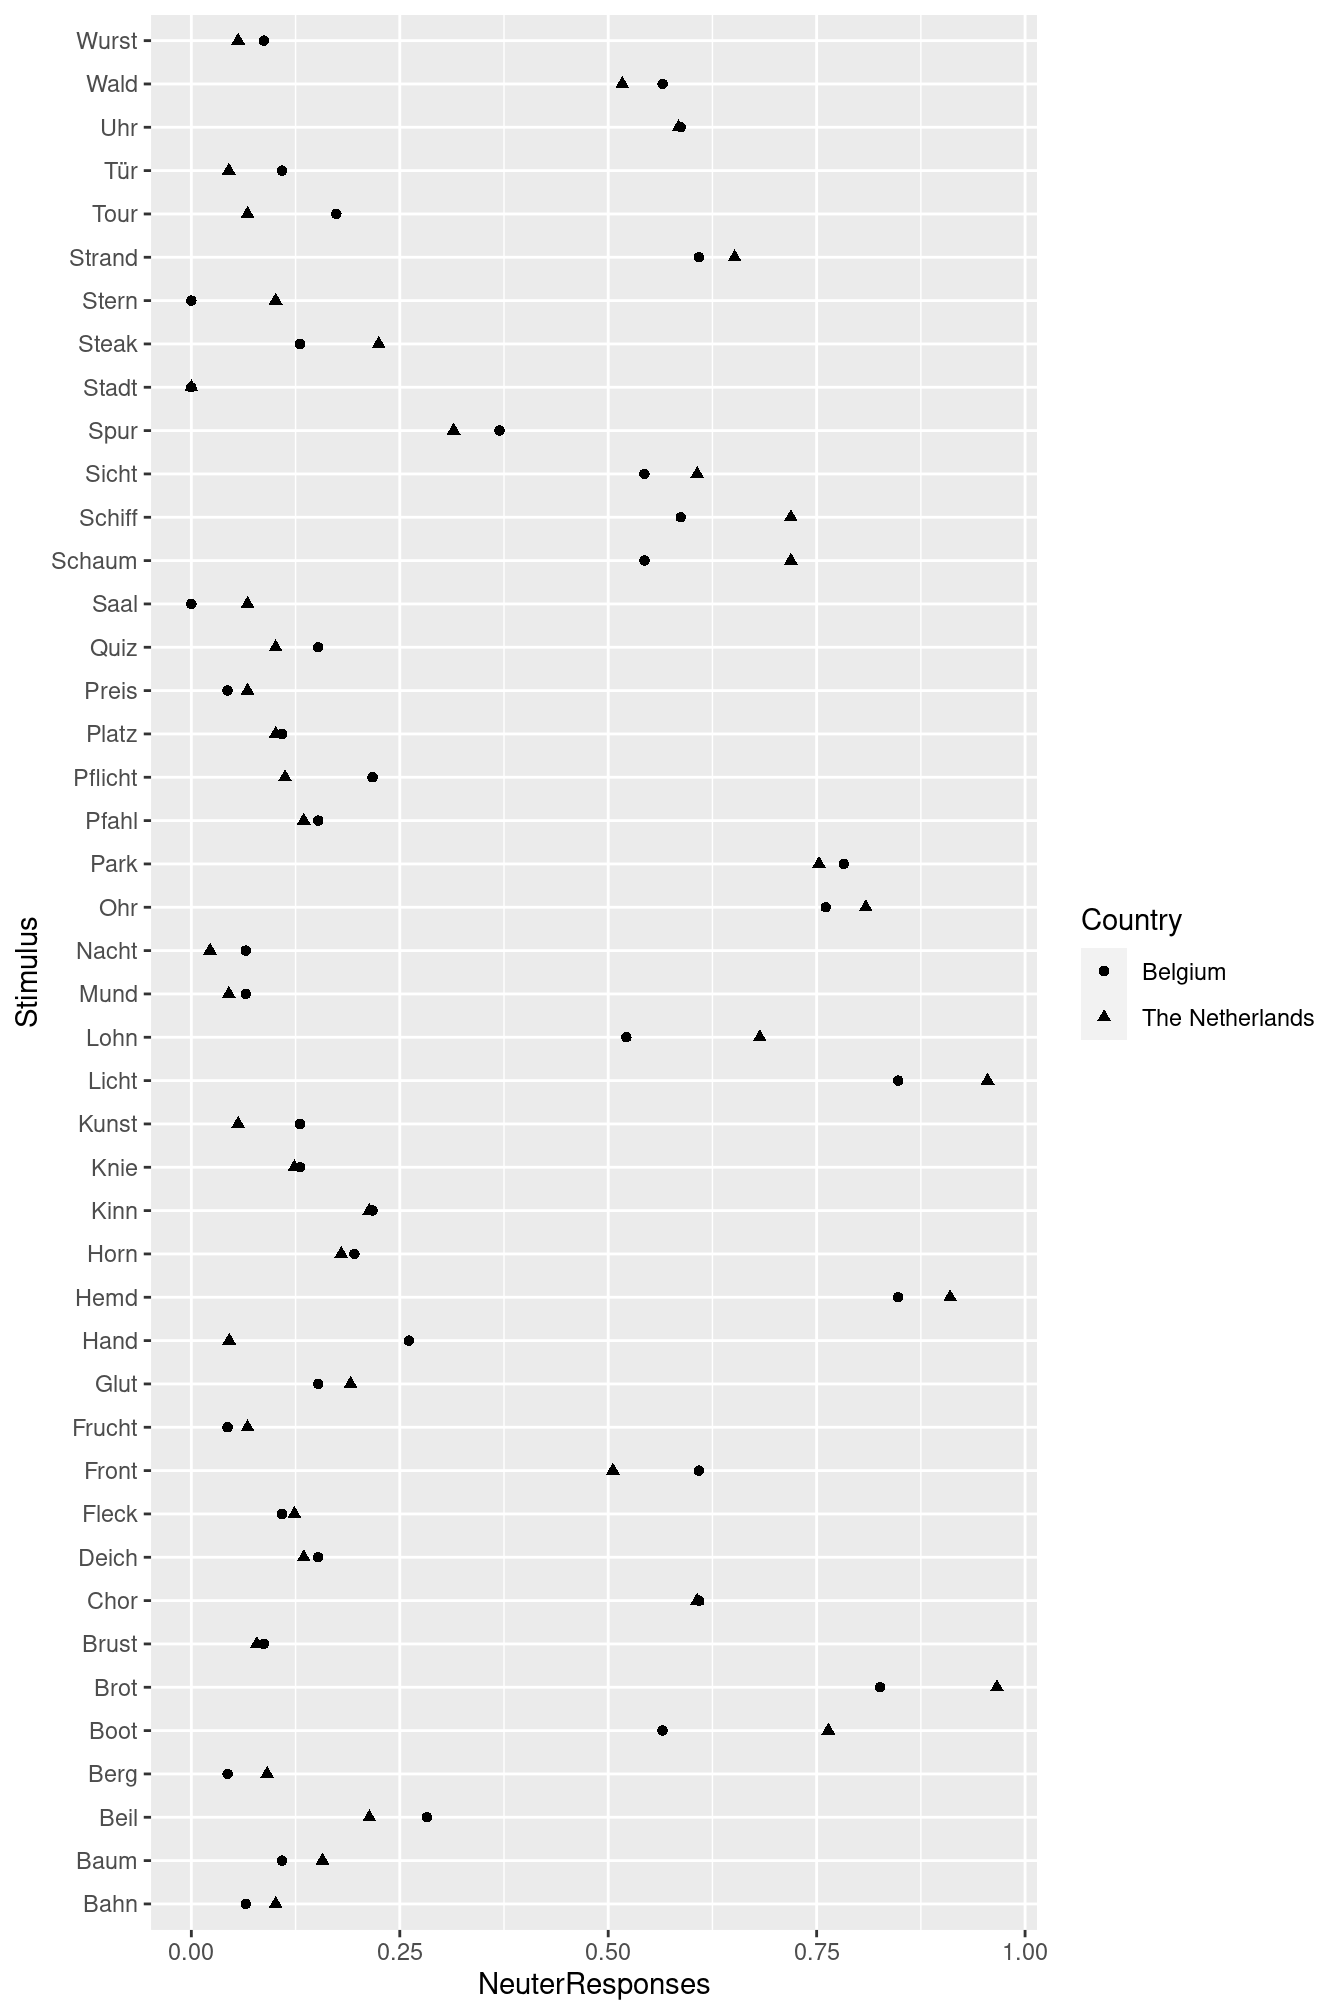 Wurst
Wald
Uhr
Tür
Tour
Strand
Stern
Steak
Stadt
Spur
Sicht
Schiff
Schaum
Saal
Quiz
Preis
Platz
Pflicht
Pfahl
Park
Ohr
Nacht
Mund
Lohn
Licht
Kunst
Knie
Kinn
Horn
Hemd
Hand
Glut
Frucht
Front
Fleck
Deich
Chor
Brust
Brot
Boot
Berg
Beil
Baum
Bahn
Stimulus
0.00 0.25 0.50 0.75 1.00
NeuterResponses
Country
Belgium
The Netherlands